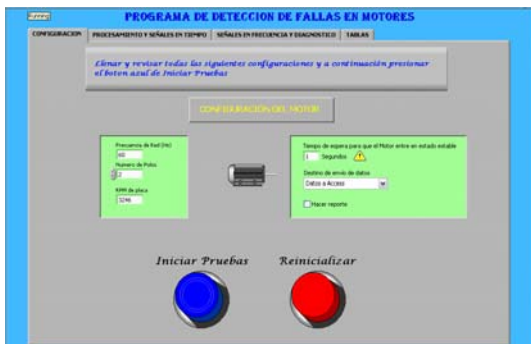 Running
PROGRAMA DE DETECCION DE FALLAS EN MOTORES
CONFIGURACION PROCESAMIENTO Y SEÑALES EN TIEMPO SEÑALES EN FRECUENCIA Y DIAGNOSTICO TABLAS
Llenar y revisar todas las siguientes configuraciones y a continuación presionar
el boton azul de Iniciar Pruebas
CONFIGURACIÓN DEL MOTOR
Frecuencia de Red (Hz)
60
Numero de Polos
2
RPM de placa
3246
Tiempo de espera para que el Motor entre en estado estable
1 Segundos
Destino de envio de datos
Datos a Access
Hacer reporte
Iniciar Pruebas Reinicializar